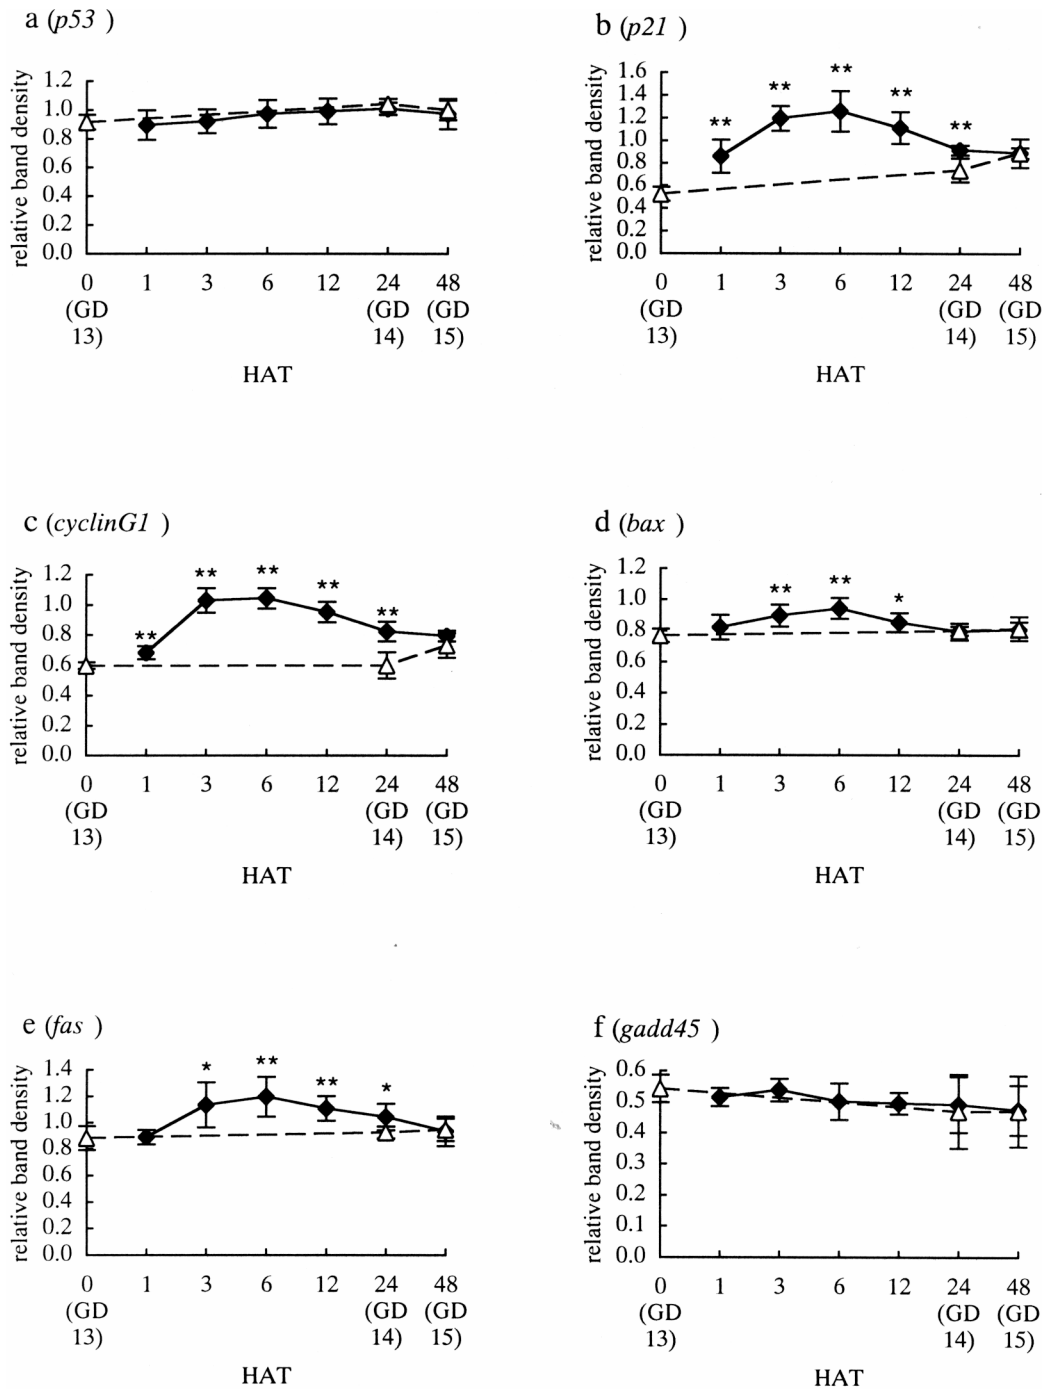 a (p53 )
relative band density
1.2
1.0
0.8
0.6
0.4
0.2
0.0
0 1 3 6 12 24 48
(GD (GD (GD
13) 14) 15)
HAT
b (p21 )
relative band density
1.6
1.4
1.2
1.0
0.8
0.6
0.4
0.2
0.0
** ** ** ** **
0 1 3 6 12 24 48
(GD (GD (GD
13) 14) 15)
HAT
c (cyclinG1 )
relative band density
1.2
1.0
0.8
0.6
0.4
0.2
0.0
** ** ** ** **
0 1 3 6 12 24 48
(GD (GD (GD
13) 14) 15)
HAT
d (bax )
relative band density
1.2
1.0
0.8
0.6
0.4
0.2
0.0
** ** *
0 1 3 6 12 24 48
(GD (GD (GD
13) 14) 15)
HAT
e (fas )
relative band density
1.4
1.2
1.0
0.8
0.6
0.4
0.2
0.0
* ** ** *
0 1 3 6 12 24 48
(GD (GD (GD
13) 14) 15)
HAT
f (gadd45 )
relative band density
0.6
0.5
0.4
0.3
0.2
0.1
0.0
0 1 3 6 12 24 48
(GD (GD (GD
13) 14) 15)
HAT